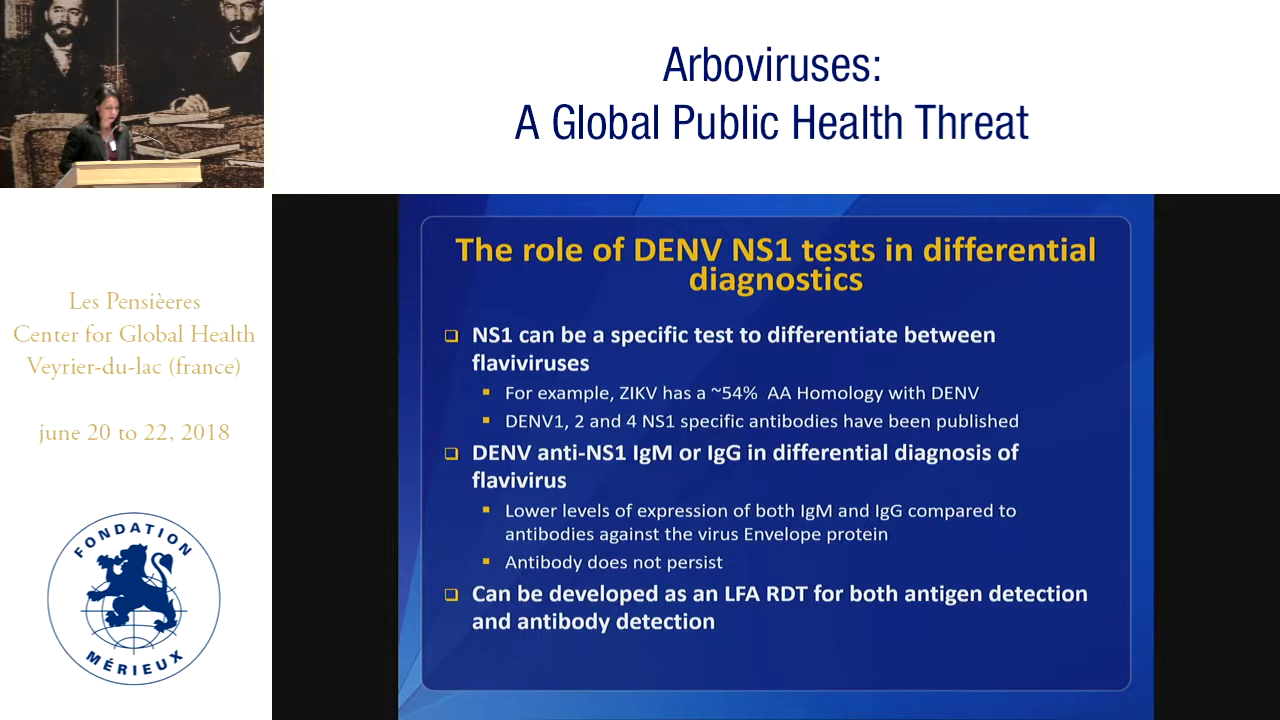 Arboviruses:
A Global Public Health Threat
Les Pensièeres
Center for Global Health
Veyrier-du-lac (france)
june 20 to 22, 2018
FONDATION
MÉRIEUX
The role of DENV NS1 tests in differential
diagnostics
NS1 can be a specific test to differentiate between
flaviviruses
For example, ZIKV has a ~54% AA Homology with DENV
DENV1, 2 and 4 NS1 specific antibodies have been published
DENV anti-NS1 IgM or IgG in differential diagnosis of
flavivirus
Lower levels of expression of both IgM and IgG compared to
antibodies against the virus Envelope protein
Antibody does not persist
Can be developed as an LFA RDT for both antigen detection
and antibody detection